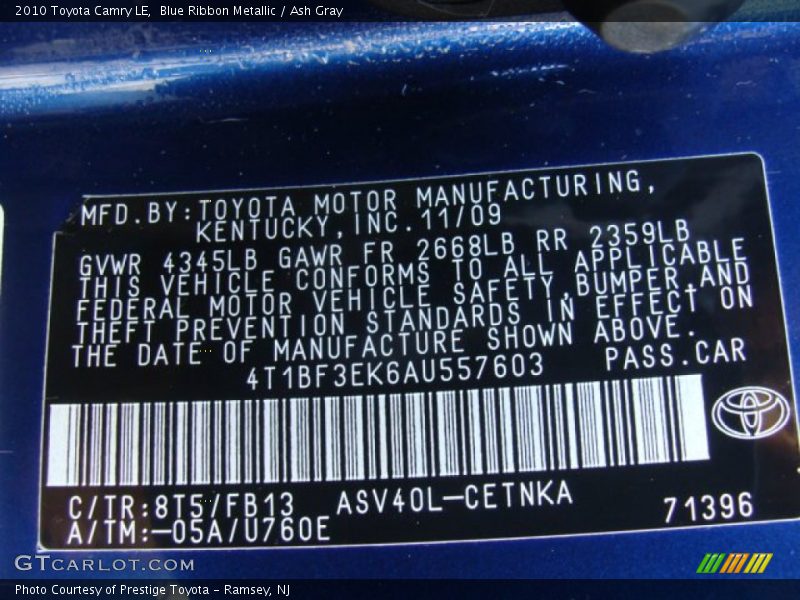 2010 Toyota Camry LE,  Blue Ribbon Metallic / Ash Gray
MFD.BY:TOYOTA MOTOR MANUFACTURING,
KENTUCKY,INC.11/09
GVWR 4345LB GAWR FR 2668LB RR 2359LB
THIS VEHICLE CONFORMS TO ALL APPLICABLE
FEDERAL MOTOR VEHICLE SAFETY,BUMPER,AND
THEFT PREVENTION STANDARDS IN EFFECT ON
THE DATE OF MANUFACTURE SHOWN ABOVE.
4T1BF3EK6AU557603 PASS.CAR
C/TR:8T5/FB13 ASV40L-CETNKA
A/TM:-05A/U760E 71396
GTCARLOT.COM
Photo Courtesy of Prestige Toyota - Ramsey, NJ